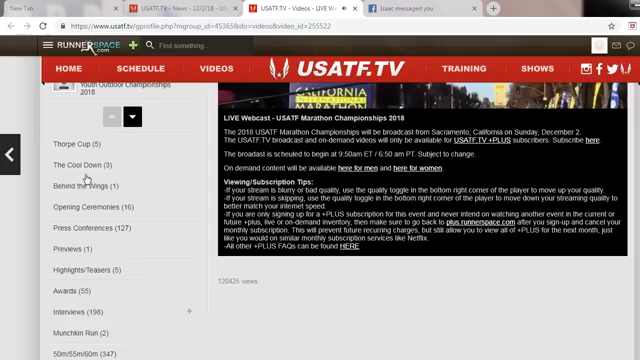 New Tab
USATF.TV - News - 12/2/18 - U
USATF.TV - Videos - LIVE W
Isaac messaged you
https://www.usatf.tv/gprofile.php?mgroup_id=45365&do=videos&video_id=255522
RUNNERSPACE
.com
Find something...
HOME
SCHEDULE
VIDEOS
USATF.TV
TRAINING
SHOWS
Youth Outdoor Championships
2018
CALIFORNIA
INTERNATIONAL
MARATHON
Thorpe Cup (5)
The Cool Down (3)
Behind the Wings (1)
Opening Ceremonies (16)
Press Conferences (127)
Previews (1)
Highlights/Teasers (5)
Awards (55)
Interviews (198)
Munchkin Run (2)
50m/55m/60m (347)
LIVE Webcast - USATF Marathon Championships 2018
The 2018 USATF Marathon Championships will be broadcast from Sacramento, California on Sunday, December 2.
The USATF.TV broadcast and on-demand videos will only be available for USATF.TV +PLUS subscribers. Subscribe here.
The broadcast is scheuled to begin at 9:50am ET / 6:50 am PT. Subject to change.
On demand content will be available here for men and here for women.
Viewing/Subscription Tips:
-If your stream is blurry or bad quality, use the quality toggle in the bottom right corner of the player to move up your quality.
-If your stream is skipping, use the quality toggle in the bottom right corner of the player to move down your streaming quality to
better match your internet speed.
-If you are only signing up for a +PLUS subscription for this event and never intend on watching another event in the current or
future +plus, live or on-demand inventory, then make sure to go back to plus.runnerspace.com after you sign-up and cancel your
monthly subscription. This will prevent future recurring charges, but still allow you to view all of +PLUS for the next month, just
like you would on similar monthly subscription services like Netflix.
-All other +PLUS FAQs can be found HERE
120425 views